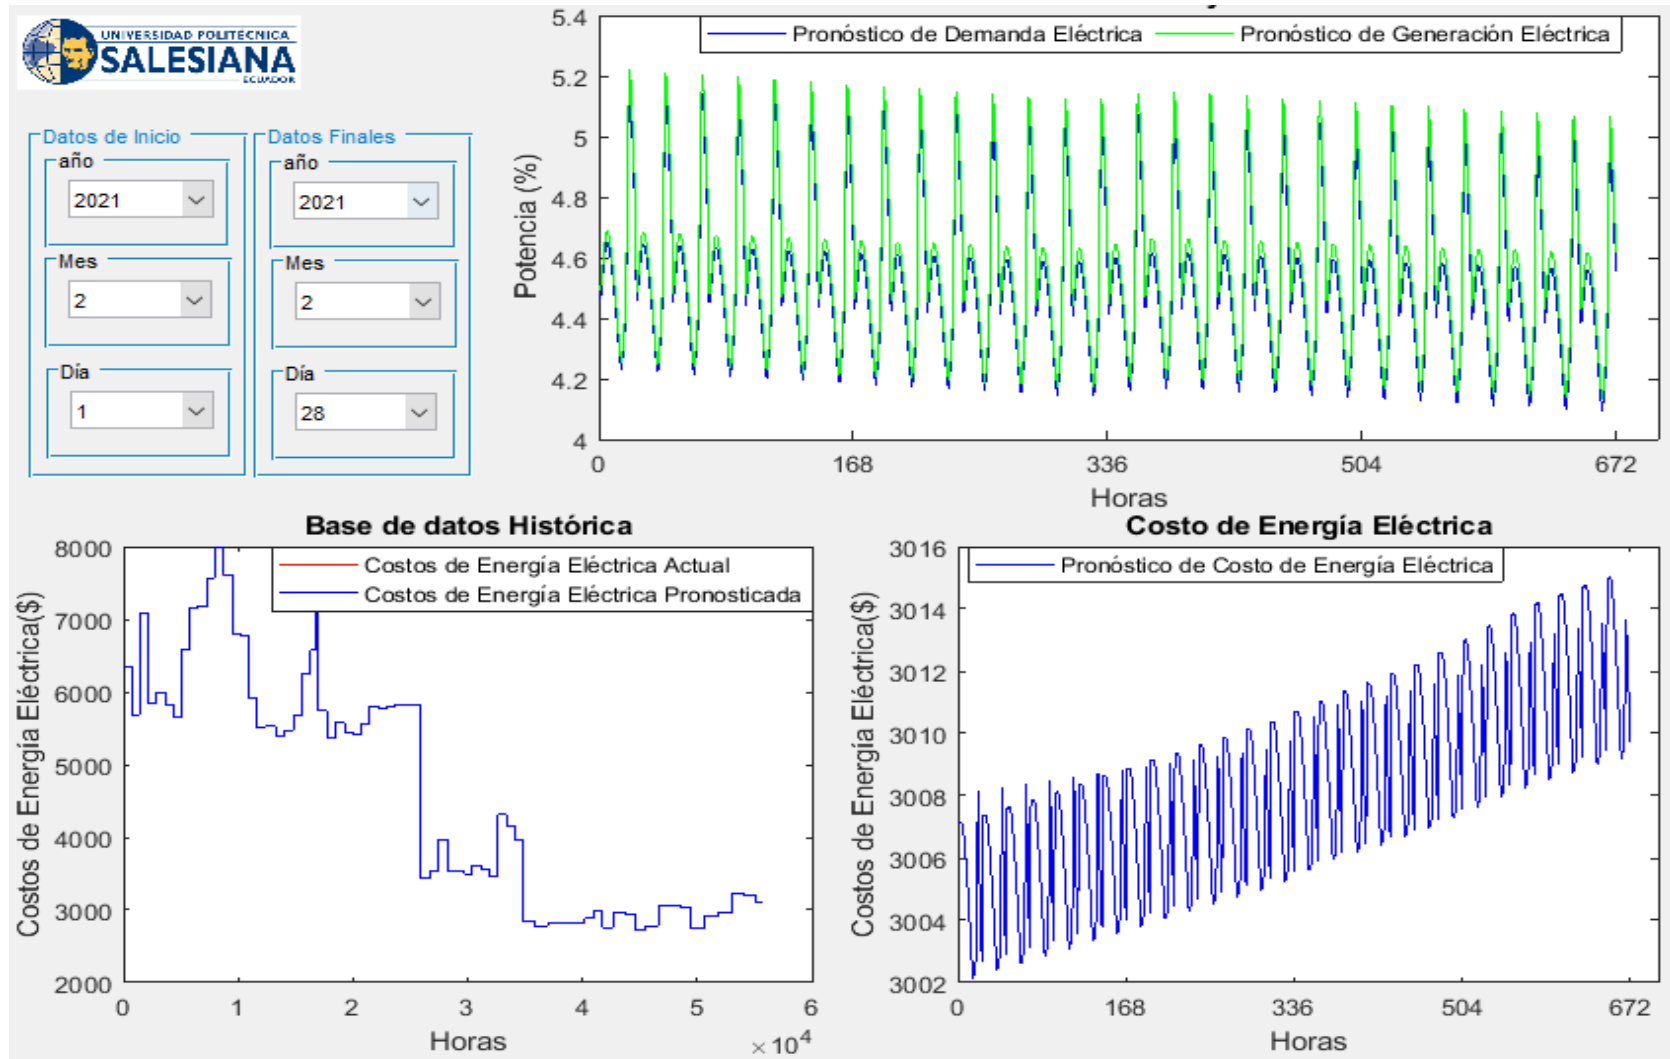 UNIVERSIDAD POLITÉCNICA
SALESIANA
ECUADOR
Datos de Inicio
año
2021
Mes
2
Día
1
Datos Finales
año
2021
Mes
2
Día
28
Pronóstico de Demanda Eléctrica
Pronóstico de Generación Eléctrica
Potencia (%)
5.4
5.2
5
4.8
4.6
4.4
4.2
4
0 168 336 504 672
Horas
Base de datos Histórica
Costos de Energía Eléctrica Actual
Costos de Energía Eléctrica Pronosticada
Costos de Energía Eléctrica($)
8000
7000
6000
5000
4000
3000
2000
0 1 2 3 4 5 6
Horas
×10⁴
Costo de Energía Eléctrica
Pronóstico de Costo de Energía Eléctrica
Costos de Energía Eléctrica($)
3016
3014
3012
3010
3008
3006
3004
3002
0 168 336 504 672
Horas